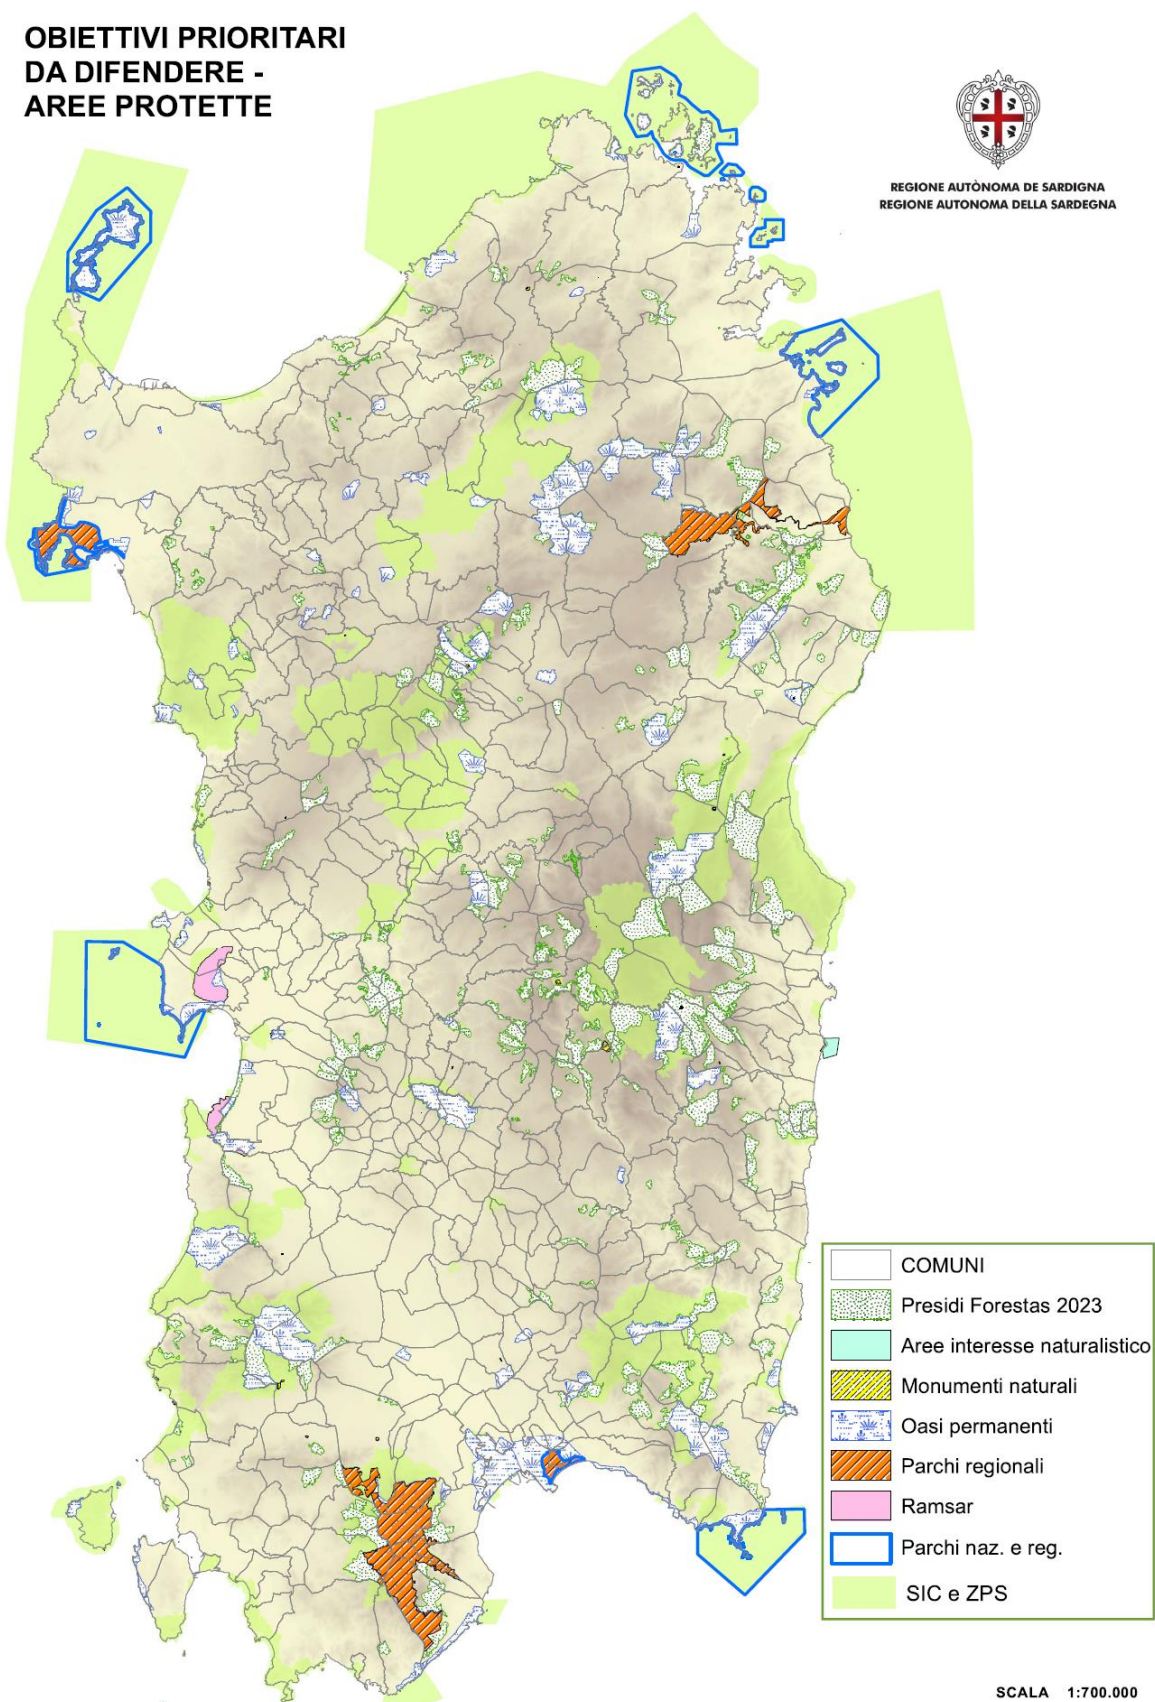 OBIETTIVI PRIORITARI
DA DIFENDERE -
AREE PROTETTE
REGIONE AUTÒNOMA DE SARDIGNA
REGIONE AUTONOMA DELLA SARDEGNA
COMUNI
Presidi Forestas 2023
Aree interesse naturalistico
Monumenti naturali
Oasi permanenti
Parchi regionali
Ramsar
Parchi naz. e reg.
SIC e ZPS
SCALA 1:700.000